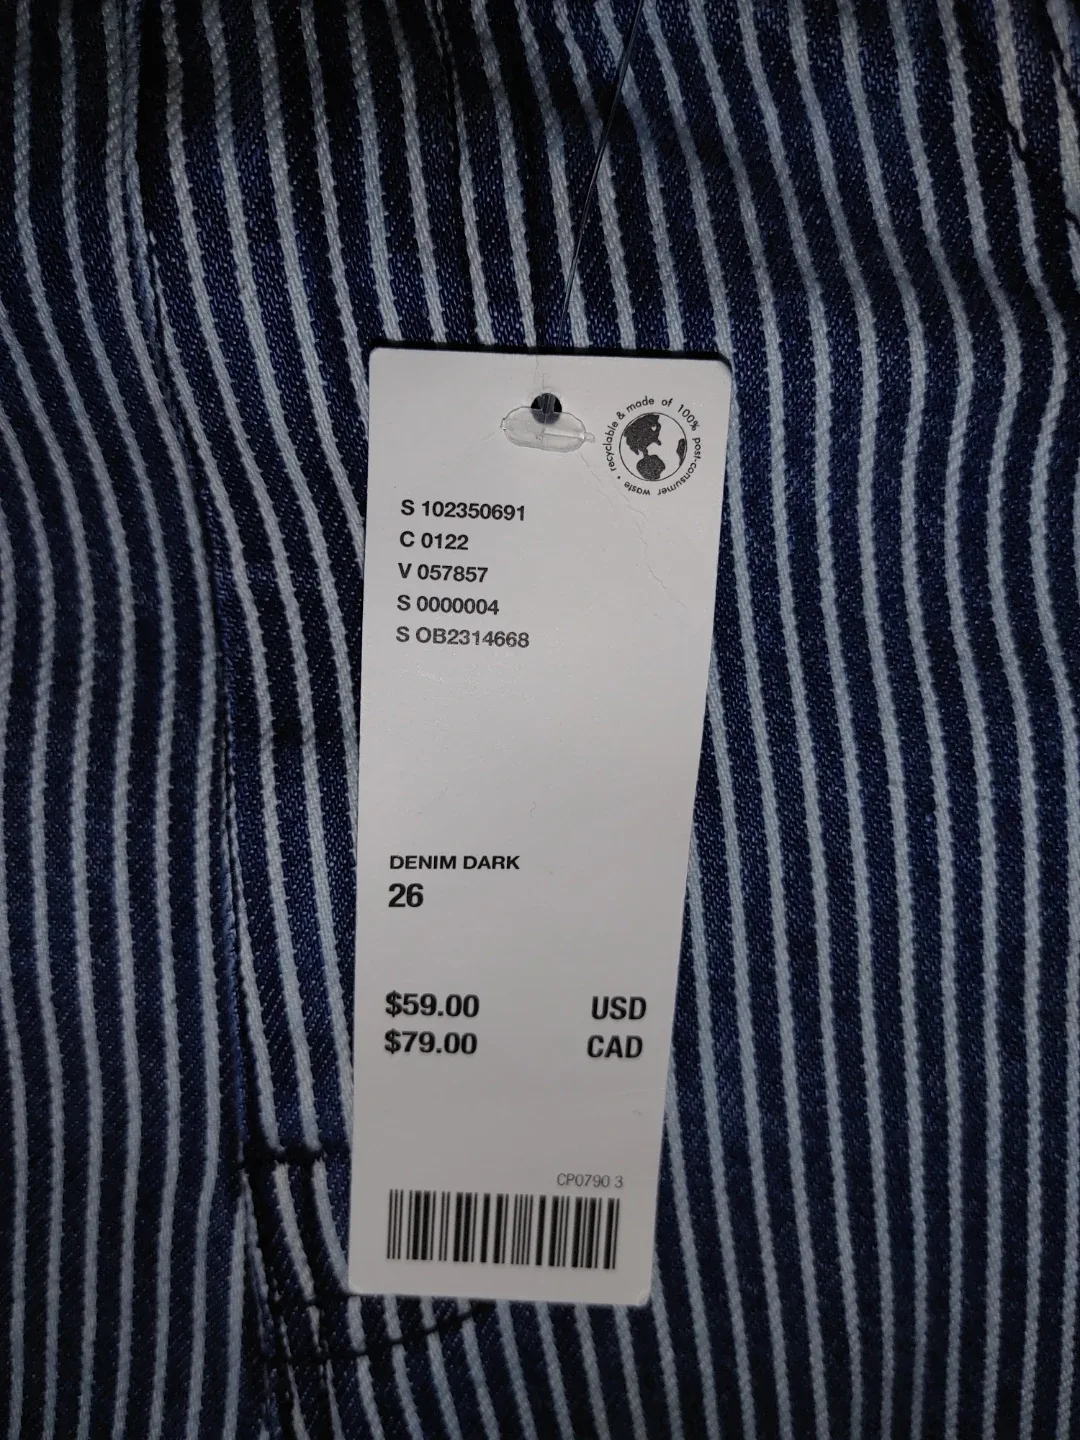 recyclable & made of 100% post-consumer waste •
S 102350691
C 0122
V 057857
S 0000004
S OB2314668
DENIM DARK
26
$59.00 USD
$79.00 CAD
CP0790 3